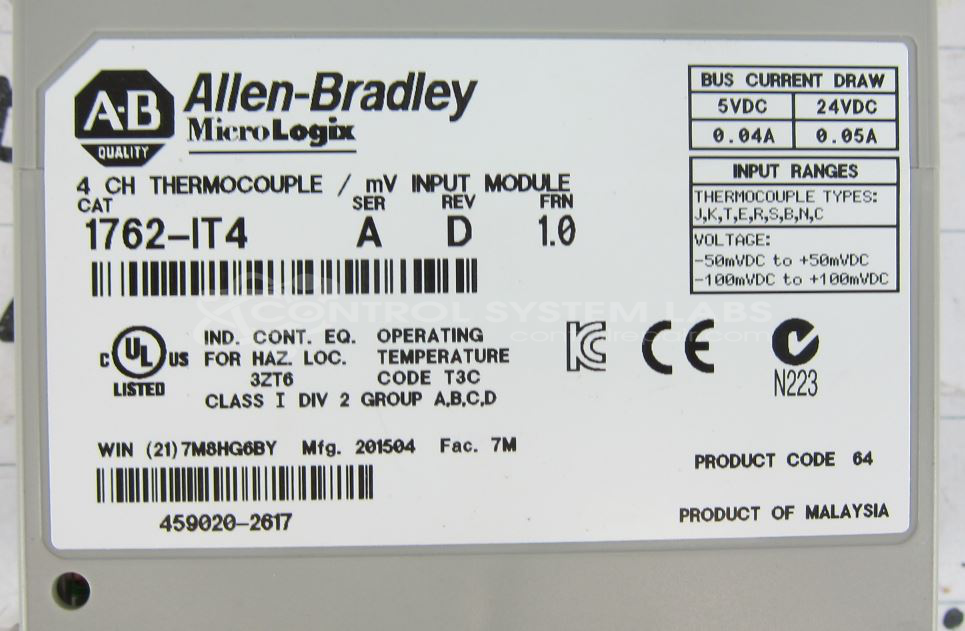 A-B
QUALITY
Allen-Bradley
MicroLogix
4 CH THERMOCOUPLE / mV INPUT MODULE
CAT SER REV FRN
1762-IT4 A D 1.0
BUS CURRENT DRAW
5VDC 24VDC
0.04A 0.05A
INPUT RANGES
THERMOCOUPLE TYPES:
J,K,T,E,R,S,B,N,C
VOLTAGE:
-50mVDC to +50mVDC
-100mVDC to +100mVDC
CONTROL SYSTEM LABS
C UL US
LISTED
IND. CONT. EQ.
FOR HAZ. LOC.
3ZT6
OPERATING
TEMPERATURE
CODE T3C
CLASS I DIV 2 GROUP A,B,C,D
KC
CE
N223
WIN (21)7M8HG6BY Mfg. 201504 Fac. 7M
459020-2617
PRODUCT CODE 64
PRODUCT OF MALAYSIA